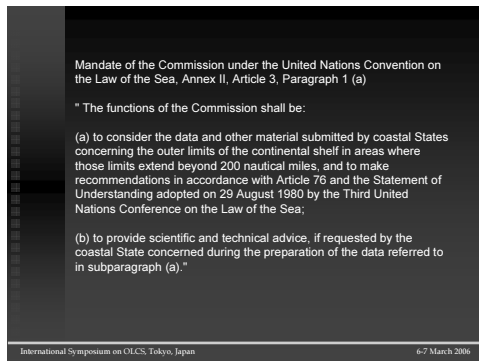 Mandate of the Commission under the United Nations Convention on
the Law of the Sea, Annex II, Article 3, Paragraph 1 (a)
" The functions of the Commission shall be:
(a) to consider the data and other material submitted by coastal States
concerning the outer limits of the continental shelf in areas where
those limits extend beyond 200 nautical miles, and to make
recommendations in accordance with Article 76 and the Statement of
Understanding adopted on 29 August 1980 by the Third United
Nations Conference on the Law of the Sea;
(b) to provide scientific and technical advice, if requested by the
coastal State concerned during the preparation of the data referred to
in subparagraph (a)."
International Symposium on OLCS, Tokyo, Japan
6-7 March 2006